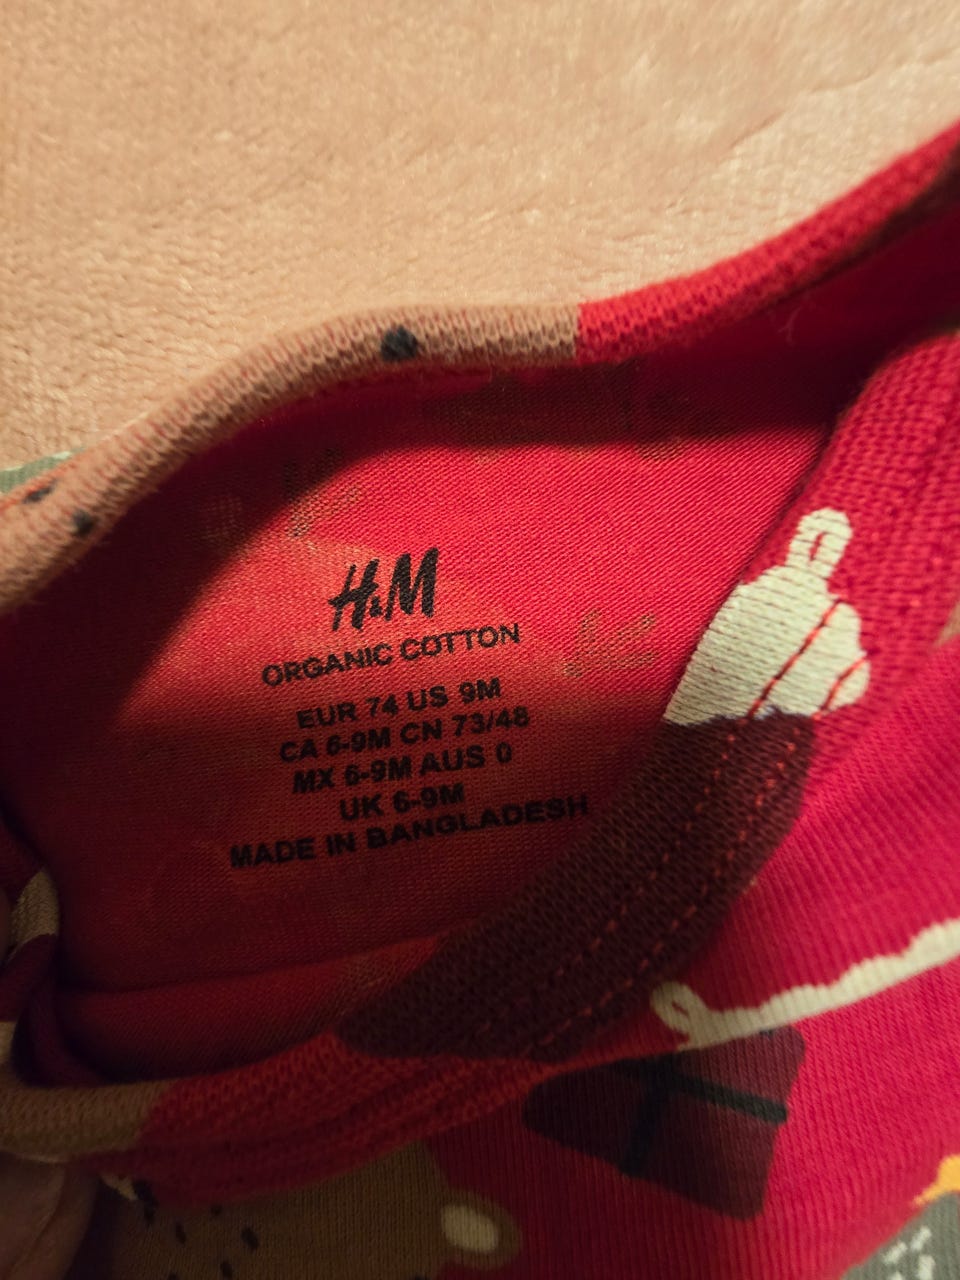 H&M
ORGANIC COTTON
EUR 74 US 9M
CA 6-9M CN 73/48
MX 6-9M AUS 0
UK 6-9M
MADE IN BANGLADESH